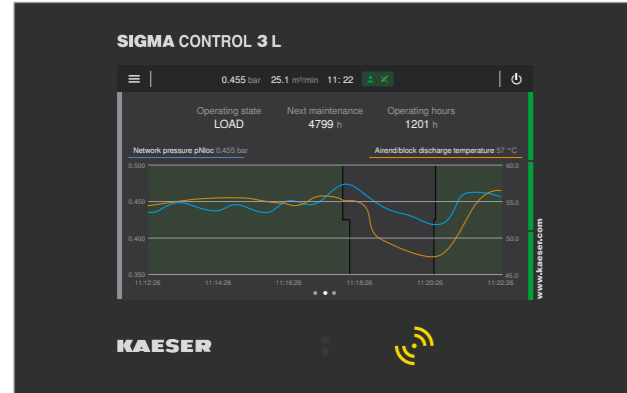 SIGMA CONTROL 3 L
0.455 bar 25.1 m³/min 11:22
Operating state Next maintenance Operating hours
LOAD 4799 h 1201 h
Network pressure pNloc 0.455 bar Airend/block discharge temperature 57 °C
0.500 60.0
0.450 55.0
0.400 50.0
0.350 45.0
11:12:26 11:14:26 11:16:26 11:18:26 11:20:26 11:22:26
www.kaeser.com
KAESER